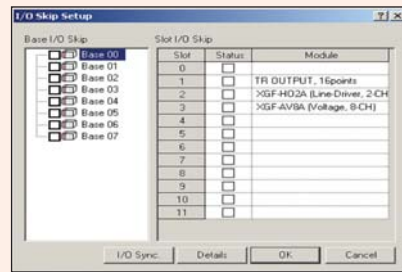 I/O Skip Setup
Base I/O Skip
Base 00
Base 01
Base 02
Base 03
Base 04
Base 05
Base 06
Base 07
Slot I/O Skip
Slot Status Module
0
1 TR OUTPUT, 16points
2 XGF-HO2A (Line-Driver, 2-CH
3 XGF-AV8A (Voltage, 8-CH)
4
5
6
7
8
9
10
11
I/O Sync. Details OK Cancel